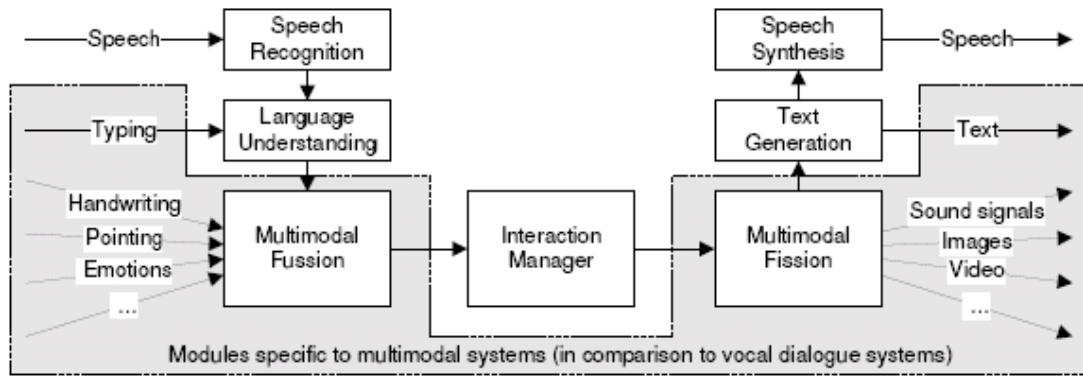 Speech
Speech
Recognition
Speech
Synthesis
Speech
Typing
Language
Understanding
Text
Generation
Text
Handwriting
Pointing
Emotions
...
Multimodal
Fussion
Interaction
Manager
Multimodal
Fission
Sound signals
Images
Video
...
Modules specific to multimodal systems (in comparison to vocal dialogue systems)